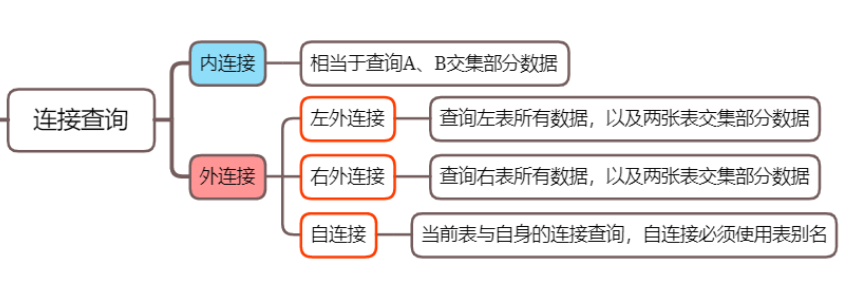 连接查询
内连接
相当于查询A、B交集部分数据
外连接
左外连接
查询左表所有数据，以及两张表交集部分数据
右外连接
查询右表所有数据，以及两张表交集部分数据
自连接
当前表与自身的连接查询，自连接必须使用表别名